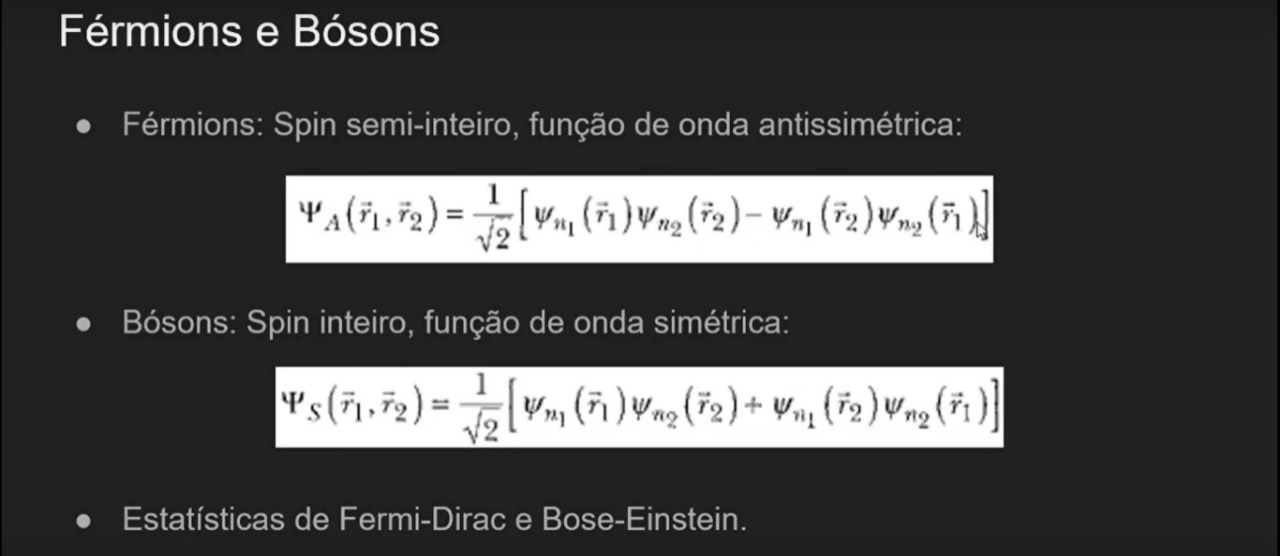 Férmions e Bósons
● Férmions: Spin semi-inteiro, função de onda antissimétrica:
Ψ_A(r⃗₁, r⃗₂) = 1/√2 [ψ_n₁(r⃗₁)ψ_n₂(r⃗₂) − ψ_n₁(r⃗₂)ψ_n₂(r⃗₁)]
● Bósons: Spin inteiro, função de onda simétrica:
Ψ_S(r⃗₁, r⃗₂) = 1/√2 [ψ_n₁(r⃗₁)ψ_n₂(r⃗₂) + ψ_n₁(r⃗₂)ψ_n₂(r⃗₁)]
● Estatísticas de Fermi-Dirac e Bose-Einstein.